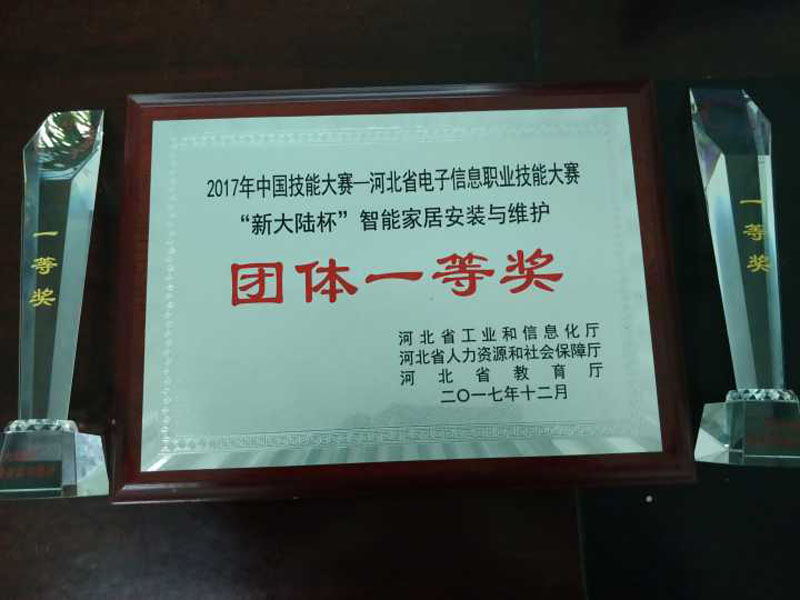 2017年中国技能大赛—河北省电子信息职业技能大赛
“新大陆杯”智能家居安装与维护
团体一等奖
河北省工业和信息化厅
河北省人力资源和社会保障厅
河北省教育厅
二〇一七年十二月
一等奖
一等奖